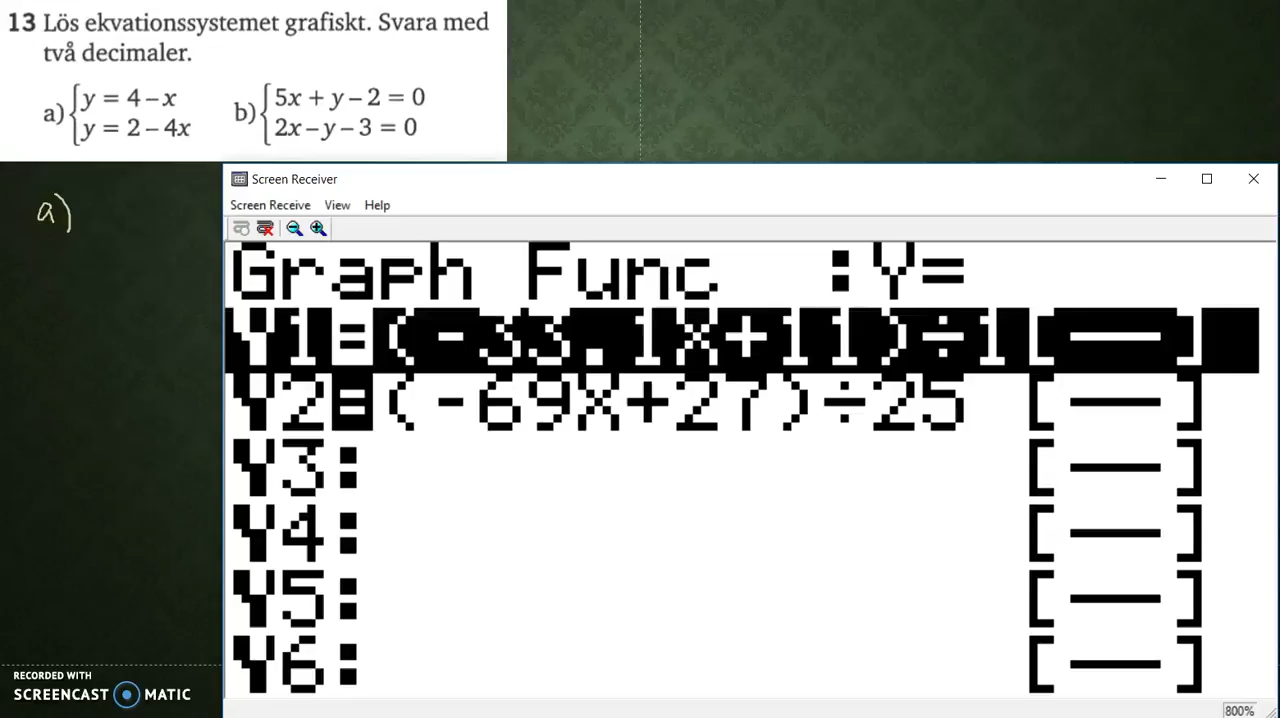 13 Lös ekvationssystemet grafiskt. Svara med
två decimaler.
a) { y = 4 – x
y = 2 – 4x
b) { 5x + y – 2 = 0
2x – y – 3 = 0
a)
Screen Receiver
Screen Receive View Help
Graph Func :Y=
Y2=(-69X+27)÷25 [—]
Y3: [—]
Y4: [—]
Y5: [—]
Y6: [—]
800%
RECORDED WITH
SCREENCAST MATIC